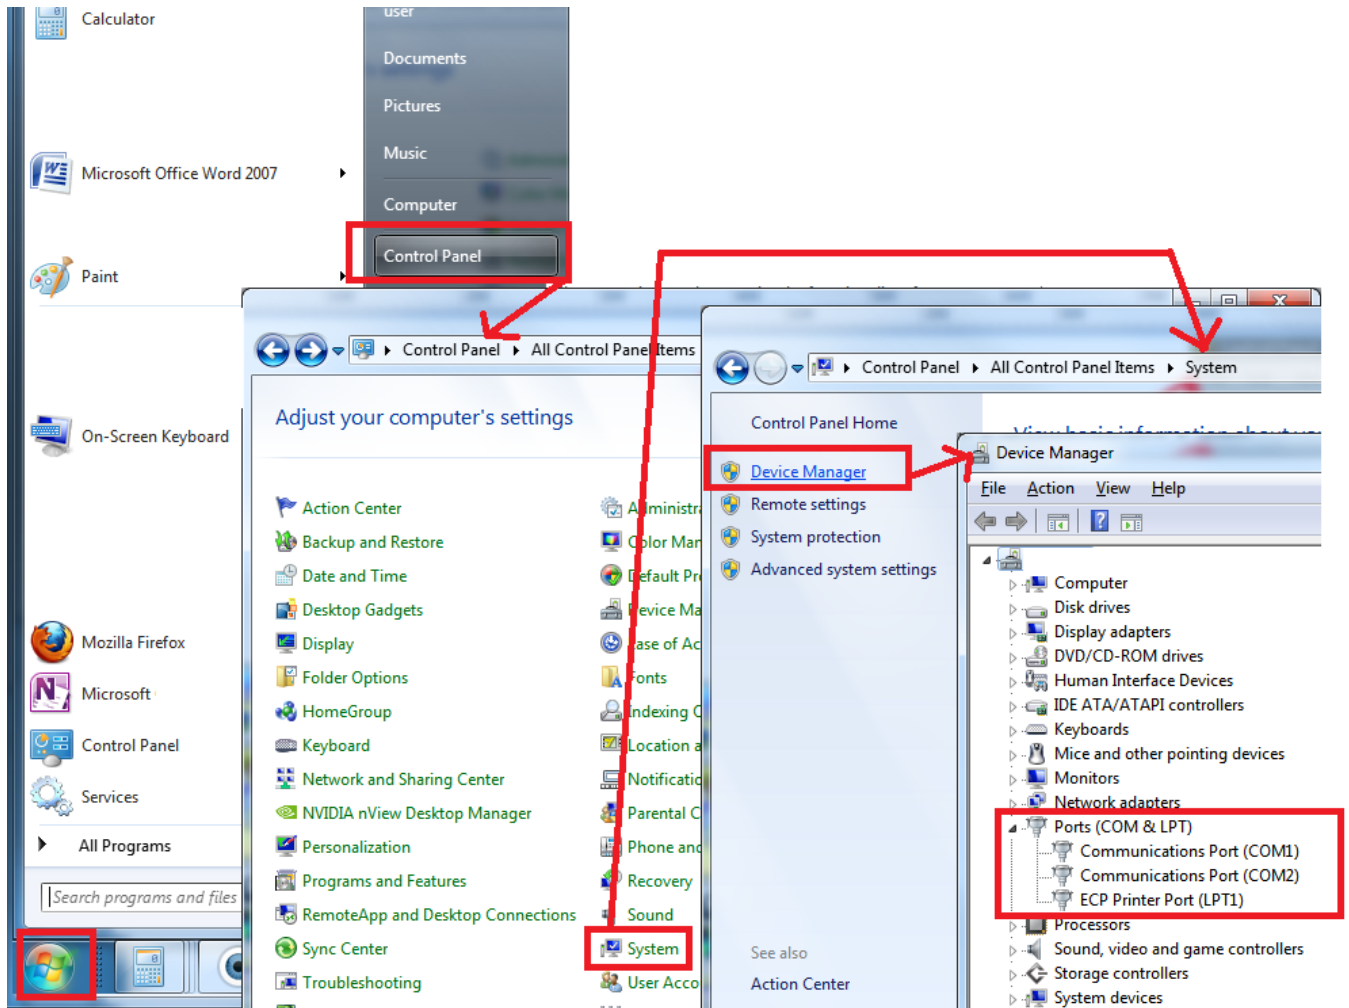 Calculator
user
Documents
Pictures
Music
Microsoft Office Word 2007
Computer
Control Panel
Paint
On-Screen Keyboard
Mozilla Firefox
Microsoft
Control Panel
Services
All Programs
Search programs and files
Control Panel
All Control Panel Items
Adjust your computer's settings
Action Center
Backup and Restore
Date and Time
Desktop Gadgets
Display
Folder Options
HomeGroup
Keyboard
Network and Sharing Center
NVIDIA nView Desktop Manager
Personalization
Programs and Features
RemoteApp and Desktop Connections
Sync Center
Troubleshooting
Fonts
Recovery
Sound
System
Control Panel
All Control Panel Items
System
Control Panel Home
Device Manager
Remote settings
System protection
Advanced system settings
See also
Action Center
View basic information about
Device Manager
File Action View Help
Computer
Disk drives
Display adapters
DVD/CD-ROM drives
Human Interface Devices
IDE ATA/ATAPI controllers
Keyboards
Mice and other pointing devices
Monitors
Network adapters
Ports (COM & LPT)
Communications Port (COM1)
Communications Port (COM2)
ECP Printer Port (LPT1)
Processors
Sound, video and game controllers
Storage controllers
System devices